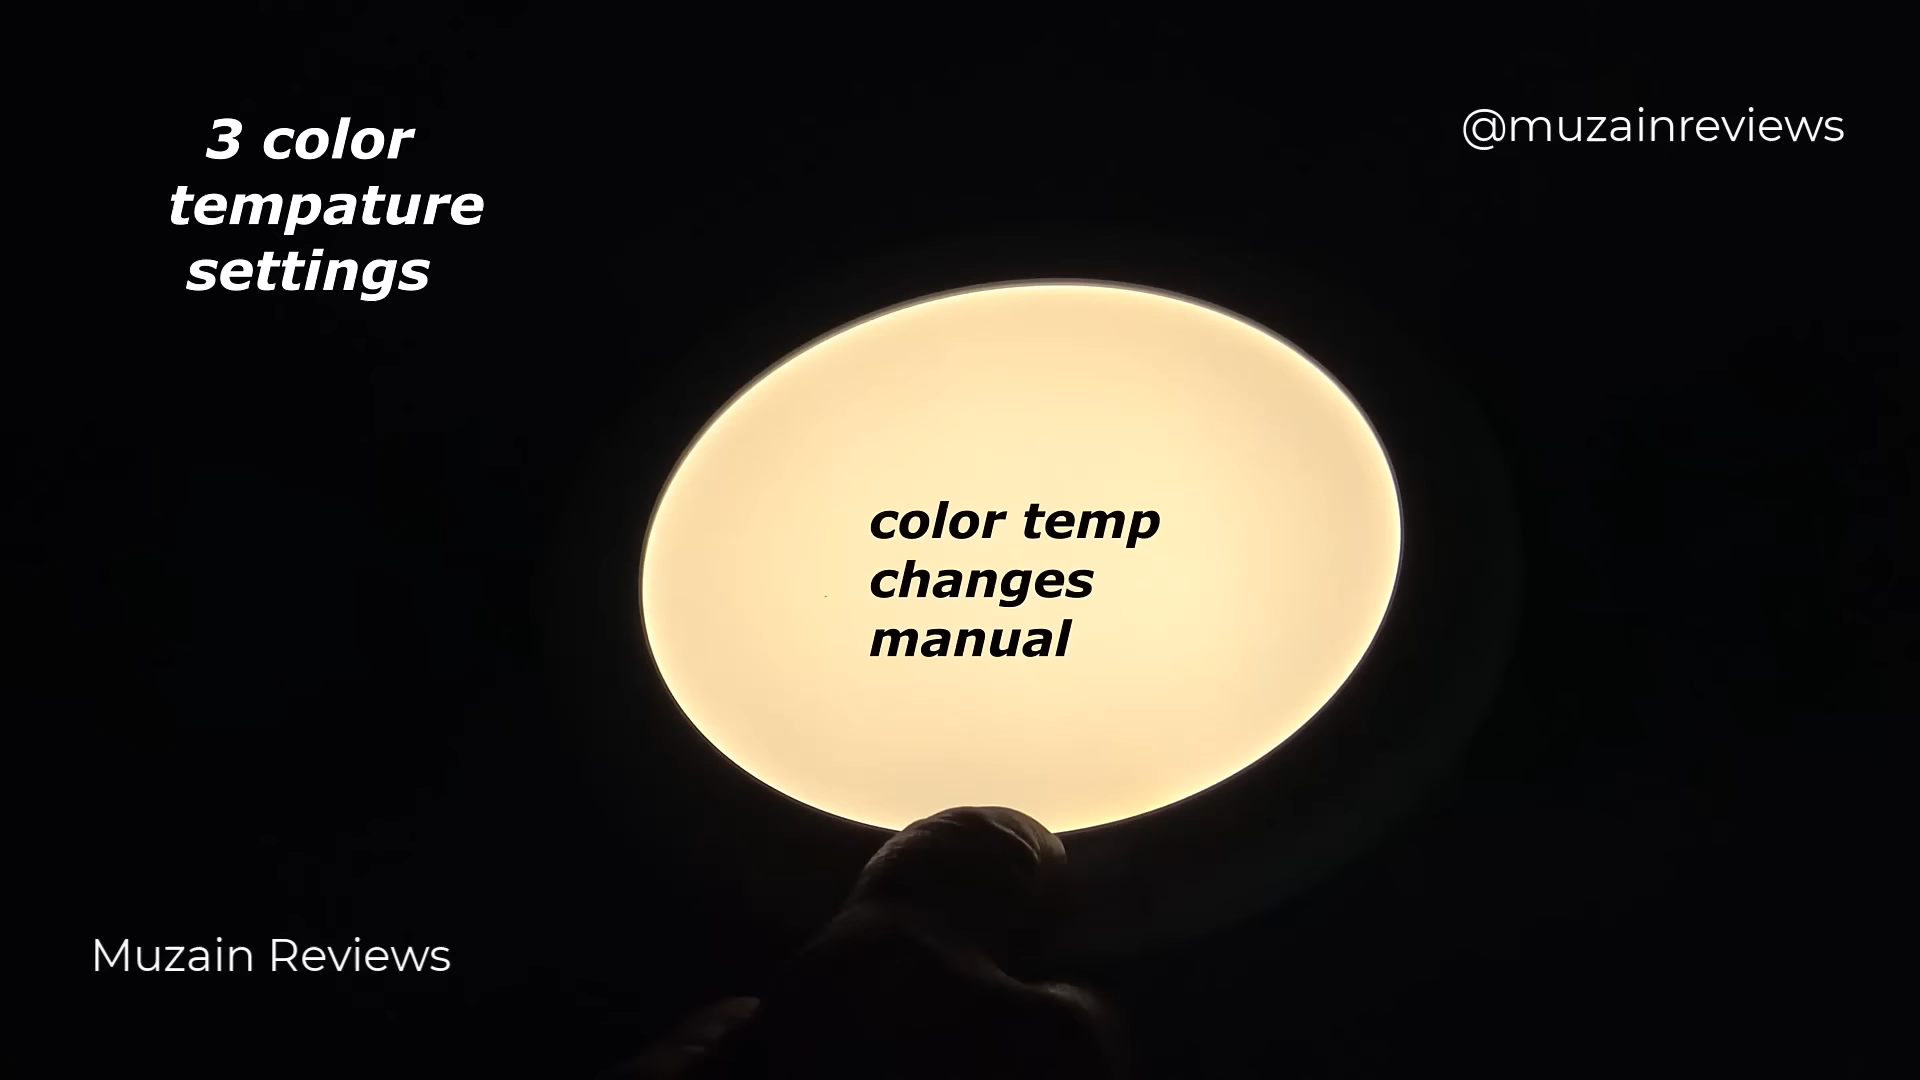 3 color
tempature
settings
@muzainreviews
color temp
changes
manual
Muzain Reviews